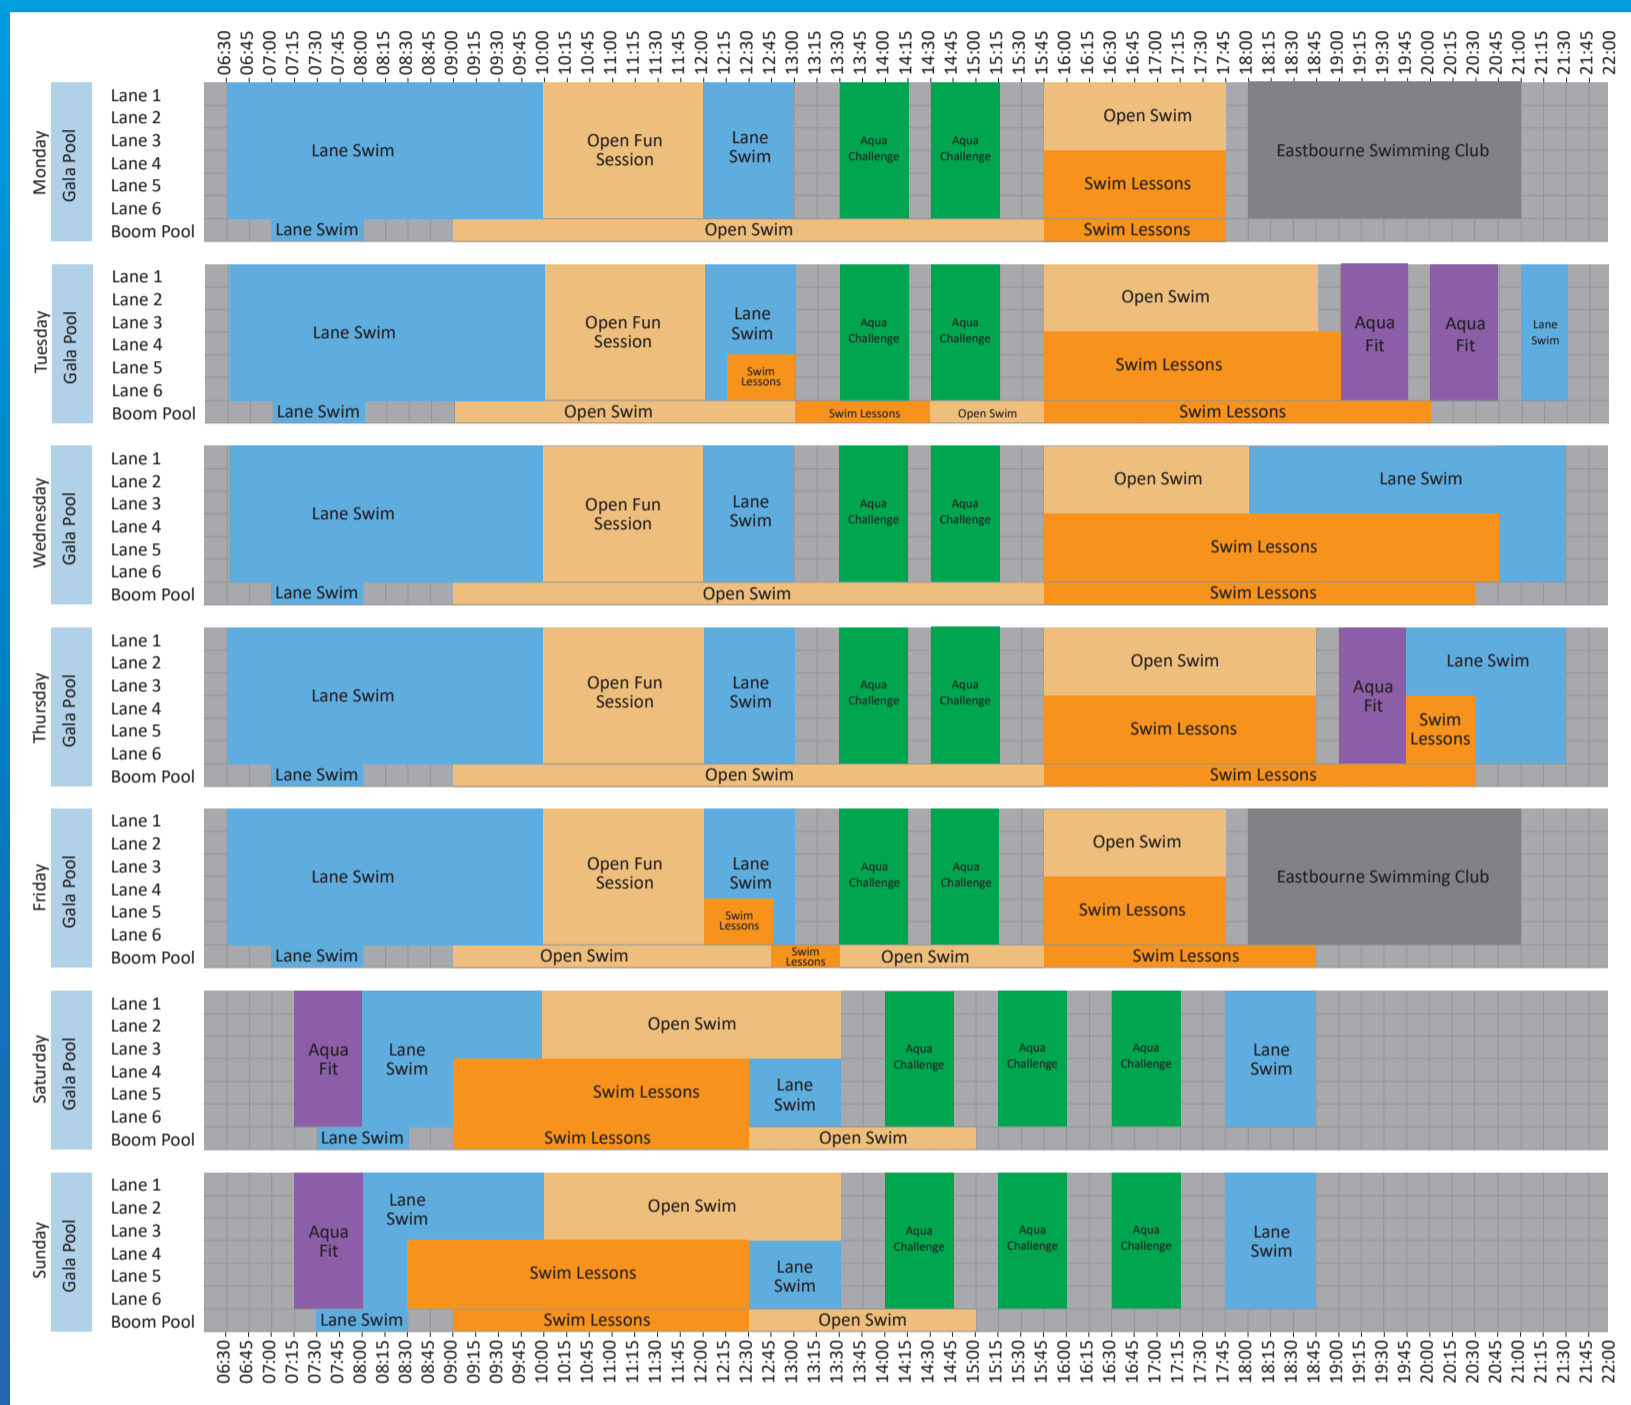 06:30 06:45 07:00 07:15 07:30 07:45 08:00 08:15 08:30 08:45 09:00 09:15 09:30 09:45 10:00 10:15 10:45 11:00 11:15 11:30 11:45 12:00 12:15 12:30 12:45 13:00 13:15 13:30 13:45 14:00 14:15 14:30 14:45 15:00 15:15 15:30 15:45 16:00 16:15 16:30 16:45 17:00 17:15 17:30 17:45 18:00 18:15 18:30 18:45 19:00 19:15 19:30 19:45 20:00 20:15 20:30 20:45 21:00 21:15 21:30 21:45 22:00
Monday
Gala Pool
Lane 1
Lane 2
Lane 3
Lane 4
Lane 5
Lane 6
Boom Pool
Lane Swim
Open Fun
Session
Lane
Swim
Aqua
Challenge
Aqua
Challenge
Open Swim
Swim Lessons
Eastbourne Swimming Club
Lane Swim
Open Swim
Swim Lessons
Tuesday
Gala Pool
Lane 1
Lane 2
Lane 3
Lane 4
Lane 5
Lane 6
Boom Pool
Lane Swim
Open Fun
Session
Lane
Swim
Swim
Lessons
Aqua
Challenge
Aqua
Challenge
Open Swim
Swim Lessons
Aqua
Fit
Aqua
Fit
Lane
Swim
Lane Swim
Open Swim
Swim Lessons
Open Swim
Swim Lessons
Wednesday
Gala Pool
Lane 1
Lane 2
Lane 3
Lane 4
Lane 5
Lane 6
Boom Pool
Lane Swim
Open Fun
Session
Lane
Swim
Aqua
Challenge
Aqua
Challenge
Open Swim
Lane Swim
Swim Lessons
Lane Swim
Open Swim
Swim Lessons
Thursday
Gala Pool
Lane 1
Lane 2
Lane 3
Lane 4
Lane 5
Lane 6
Boom Pool
Lane Swim
Open Fun
Session
Lane
Swim
Aqua
Challenge
Aqua
Challenge
Open Swim
Swim Lessons
Aqua
Fit
Lane Swim
Swim
Lessons
Lane Swim
Open Swim
Swim Lessons
Friday
Gala Pool
Lane 1
Lane 2
Lane 3
Lane 4
Lane 5
Lane 6
Boom Pool
Lane Swim
Open Fun
Session
Lane
Swim
Swim
Lessons
Aqua
Challenge
Aqua
Challenge
Open Swim
Swim Lessons
Eastbourne Swimming Club
Lane Swim
Open Swim
Swim
Lessons
Open Swim
Swim Lessons
Saturday
Gala Pool
Lane 1
Lane 2
Lane 3
Lane 4
Lane 5
Lane 6
Boom Pool
Aqua
Fit
Lane
Swim
Open Swim
Swim Lessons
Lane
Swim
Aqua
Challenge
Aqua
Challenge
Aqua
Challenge
Lane
Swim
Lane Swim
Swim Lessons
Open Swim
Sunday
Gala Pool
Lane 1
Lane 2
Lane 3
Lane 4
Lane 5
Lane 6
Boom Pool
Aqua
Fit
Lane
Swim
Open Swim
Swim Lessons
Lane
Swim
Aqua
Challenge
Aqua
Challenge
Aqua
Challenge
Lane
Swim
Lane Swim
Swim Lessons
Open Swim
06:30 06:45 07:00 07:15 07:30 07:45 08:00 08:15 08:30 08:45 09:00 09:15 09:30 09:45 10:00 10:15 10:45 11:00 11:15 11:30 11:45 12:00 12:15 12:30 12:45 13:00 13:15 13:30 13:45 14:00 14:15 14:30 14:45 15:00 15:15 15:30 15:45 16:00 16:15 16:30 16:45 17:00 17:15 17:30 17:45 18:00 18:15 18:30 18:45 19:00 19:15 19:30 19:45 20:00 20:15 20:30 20:45 21:00 21:15 21:30 21:45 22:00